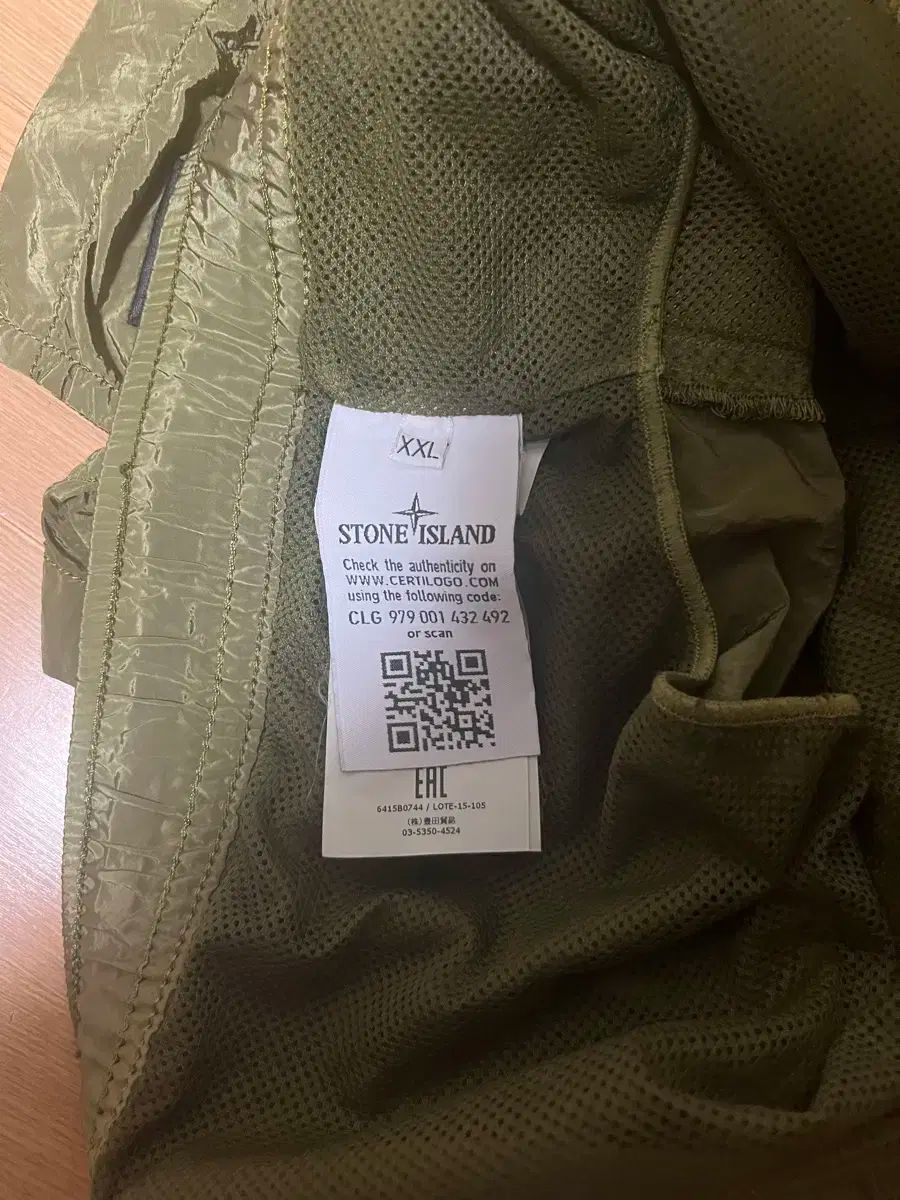 XXL
STONE ISLAND
Check the authenticity on
WWW.CERTILOGO.COM
using the following code:
CLG 979 001 432 492
or scan
EAC
6415B0744 / LOTE-15-105
(株)豊田貿易
03-5350-4524